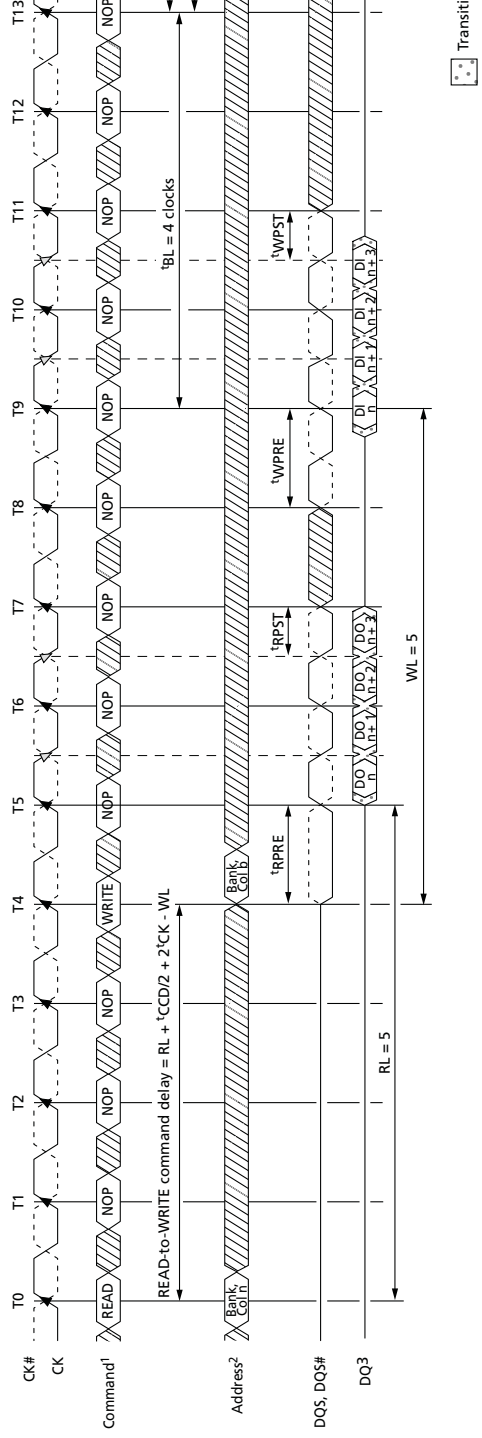 T0 T1 T2 T3 T4 T5 T6 T7 T8 T9 T10 T11 T12 T13
CK#
CK
Command1 READ NOP NOP NOP WRITE NOP NOP NOP NOP NOP NOP NOP NOP NOP
READ-to-WRITE command delay = RL + tCCD/2 + 2tCK - WL
tBL = 4 clocks
Address2 Bank, Col n Bank, Col b
tRPRE tRPST tWPRE tWPST
DQS, DQS#
DQ3 DO n DO n + 1 DO n + 2 DO n + 3 DI n DI n + 1 DI n + 2 DI n + 3
WL = 5
RL = 5